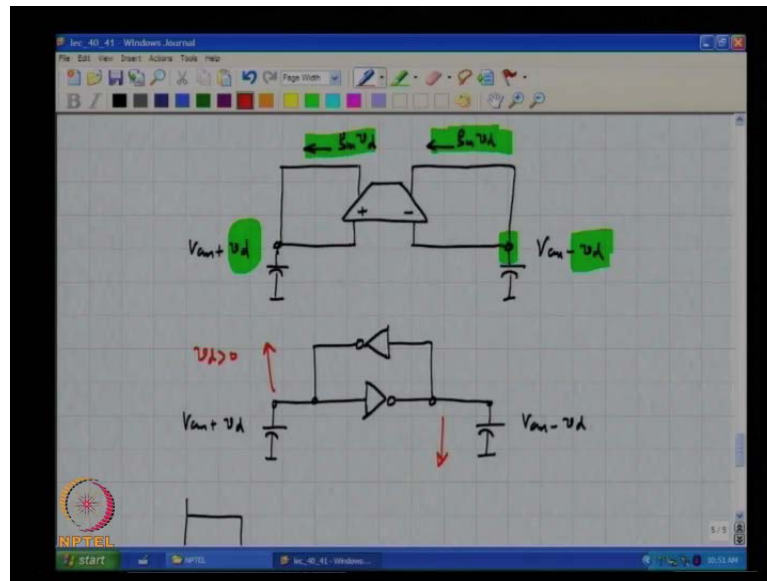 lec_40_41 - Windows Journal
File Edit View Insert Actions Tools Help
Page Width
B I
← gm vd ← gm vd
+ -
Vcm + vd Vcm - vd
vd>0
Vcm + vd Vcm - vd
NPTEL
5 / 5
start NPTEL lec_40_41 - Windows... 10:51 AM